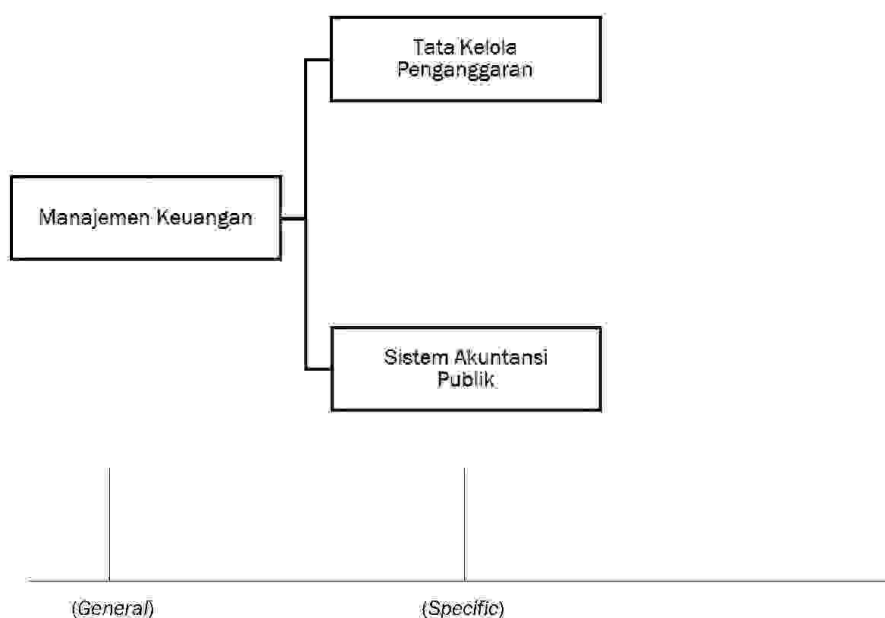 Tata Kelola
Penganggaran
Manajemen Keuangan
Sistem Akuntansi
Publik
(General)
(Specific)